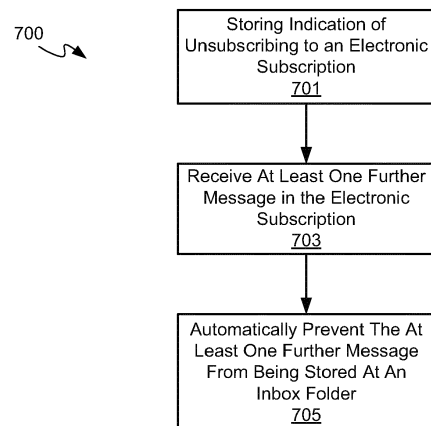 700
Storing Indication of
Unsubscribing to an Electronic
Subscription
701
Receive At Least One Further
Message in the Electronic
Subscription
703
Automatically Prevent The At
Least One Further Message
From Being Stored At An
Inbox Folder
705